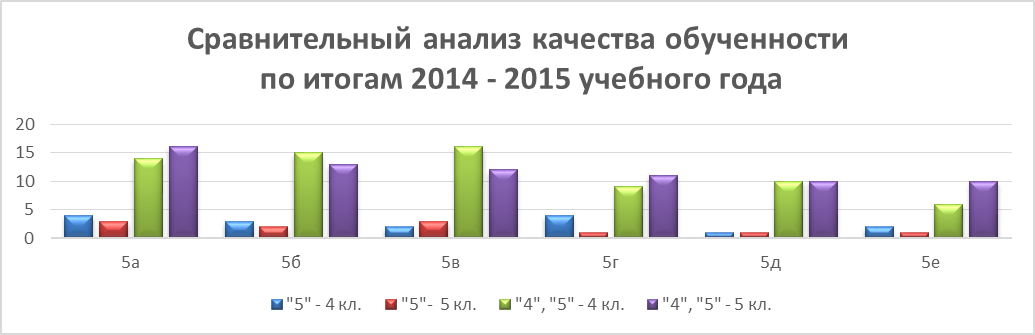 Сравнительный анализ качества обученности
по итогам 2014 - 2015 учебного года
20
15
10
5
0
5а 5б 5в 5г 5д 5е
"5" - 4 кл. "5"- 5 кл. "4", "5" - 4 кл. "4", "5" - 5 кл.